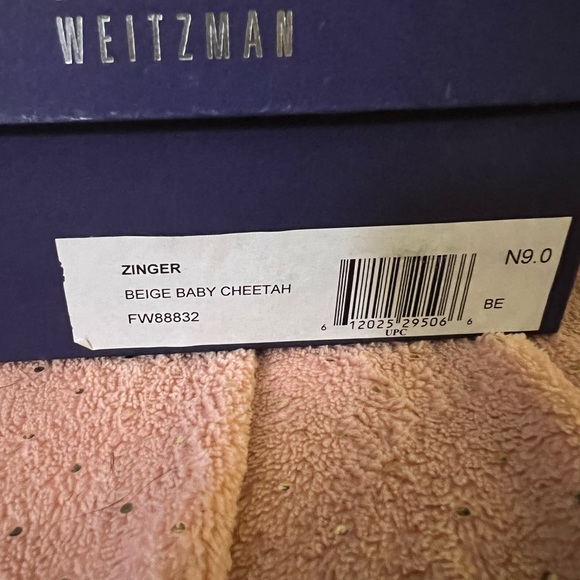 WEITZMAN
ZINGER
BEIGE BABY CHEETAH
FW88832
N9.0
BE
6 12025 29506 6
UPC